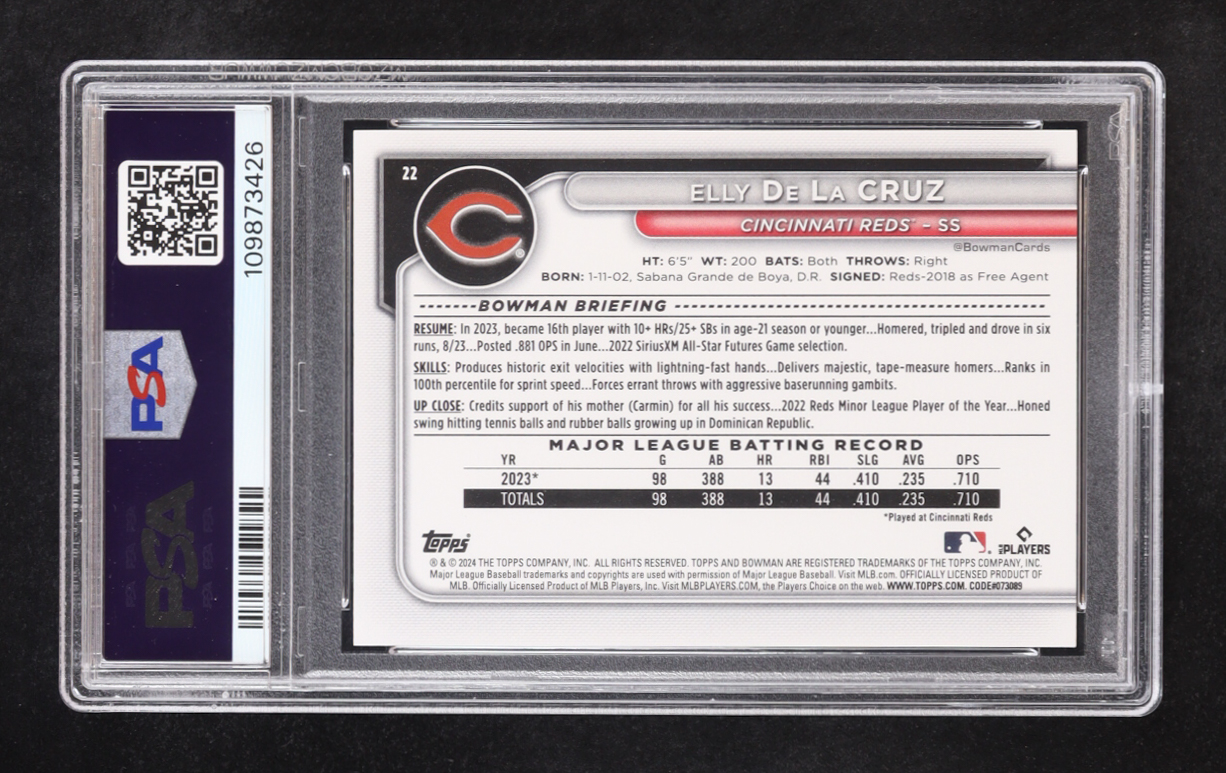 109873426
PSA
PSA
22
ELLY DE LA CRUZ
CINCINNATI REDS® – SS
@BowmanCards
HT: 6'5" WT: 200 BATS: Both THROWS: Right
BORN: 1-11-02, Sabana Grande de Boya, D.R. SIGNED: Reds-2018 as Free Agent
BOWMAN BRIEFING
RESUME: In 2023, became 16th player with 10+ HRs/25+ SBs in age-21 season or younger...Homered, tripled and drove in six
runs, 8/23...Posted .881 OPS in June...2022 SiriusXM All-Star Futures Game selection.
SKILLS: Produces historic exit velocities with lightning-fast hands...Delivers majestic, tape-measure homers...Ranks in
100th percentile for sprint speed...Forces errant throws with aggressive baserunning gambits.
UP CLOSE: Credits support of his mother (Carmin) for all his success...2022 Reds Minor League Player of the Year...Honed
swing hitting tennis balls and rubber balls growing up in Dominican Republic.
MAJOR LEAGUE BATTING RECORD
YR G AB HR RBI SLG AVG OPS
2023* 98 388 13 44 .410 .235 .710
TOTALS 98 388 13 44 .410 .235 .710
*Played at Cincinnati Reds
Topps® MLB PLAYERS
® & © 2024 THE TOPPS COMPANY, INC. ALL RIGHTS RESERVED. TOPPS AND BOWMAN ARE REGISTERED TRADEMARKS OF THE TOPPS COMPANY, INC.
Major League Baseball trademarks and copyrights are used with permission of Major League Baseball. Visit MLB.com. OFFICIALLY LICENSED PRODUCT OF
MLB. Officially Licensed Product of MLB Players, Inc. Visit MLBPLAYERS.COM, the Players Choice on the web. WWW.TOPPS.COM. CODE#073089